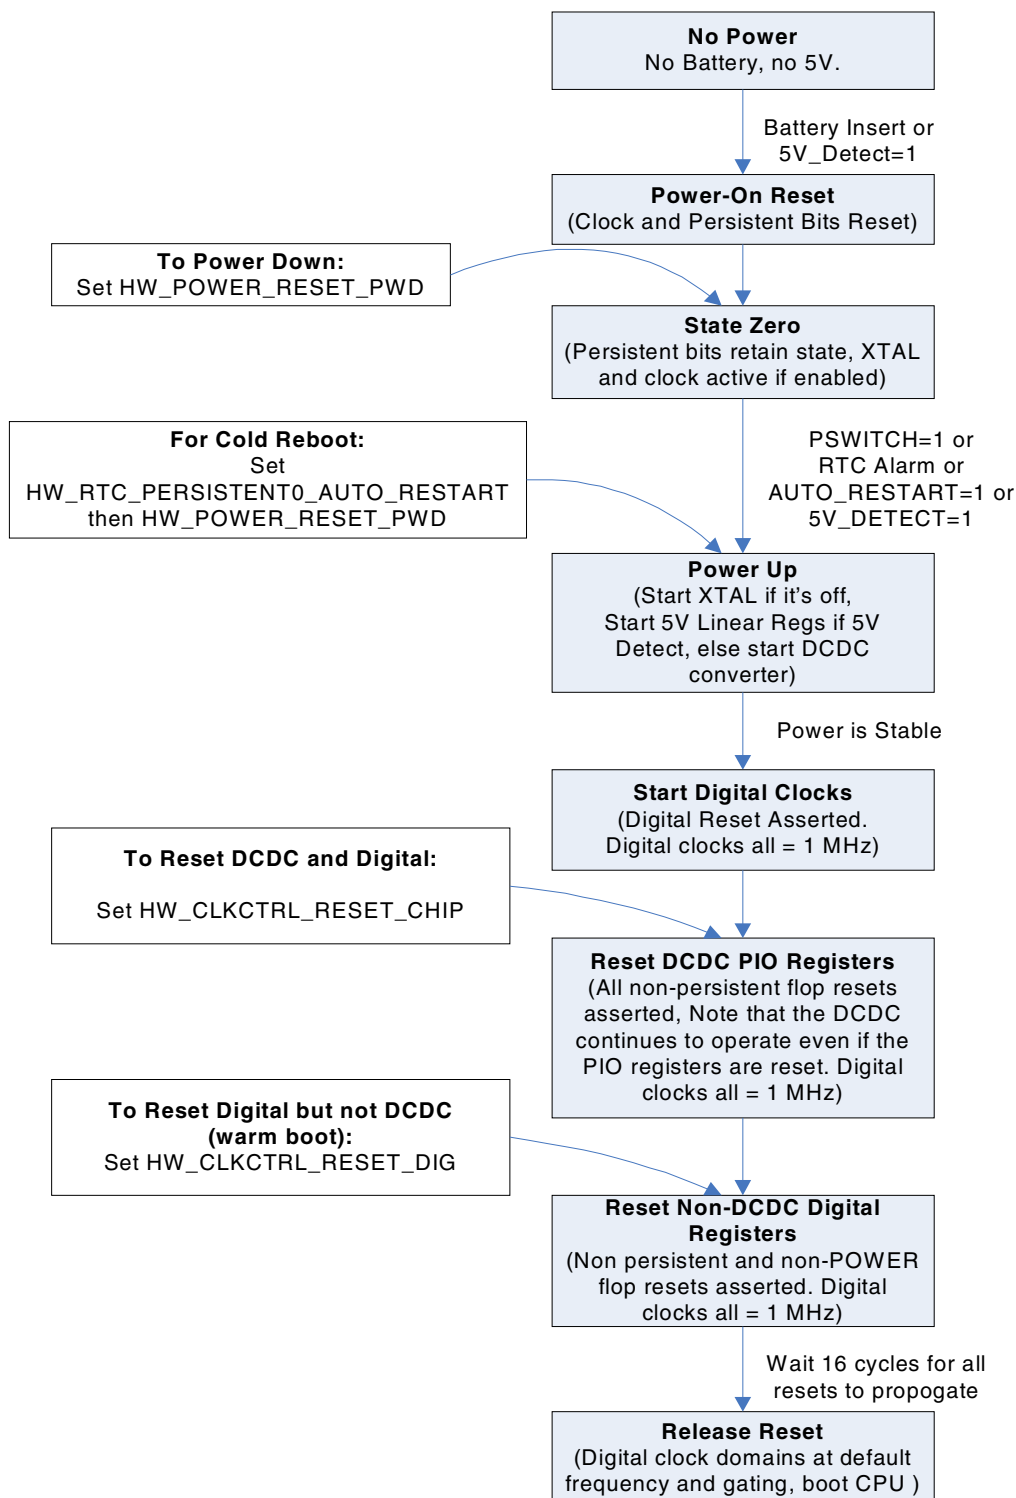 No Power
No Battery, no 5V.
Battery Insert or
5V_Detect=1
Power-On Reset
(Clock and Persistent Bits Reset)
To Power Down:
Set HW_POWER_RESET_PWD
State Zero
(Persistent bits retain state, XTAL
and clock active if enabled)
For Cold Reboot:
Set
HW_RTC_PERSISTENT0_AUTO_RESTART
then HW_POWER_RESET_PWD
PSWITCH=1 or
RTC Alarm or
AUTO_RESTART=1 or
5V_DETECT=1
Power Up
(Start XTAL if it's off,
Start 5V Linear Regs if 5V
Detect, else start DCDC
converter)
Power is Stable
Start Digital Clocks
(Digital Reset Asserted.
Digital clocks all = 1 MHz)
To Reset DCDC and Digital:
Set HW_CLKCTRL_RESET_CHIP
Reset DCDC PIO Registers
(All non-persistent flop resets
asserted, Note that the DCDC
continues to operate even if the
PIO registers are reset. Digital
clocks all = 1 MHz)
To Reset Digital but not DCDC
(warm boot):
Set HW_CLKCTRL_RESET_DIG
Reset Non-DCDC Digital
Registers
(Non persistent and non-POWER
flop resets asserted. Digital
clocks all = 1 MHz)
Wait 16 cycles for all
resets to propogate
Release Reset
(Digital clock domains at default
frequency and gating, boot CPU )